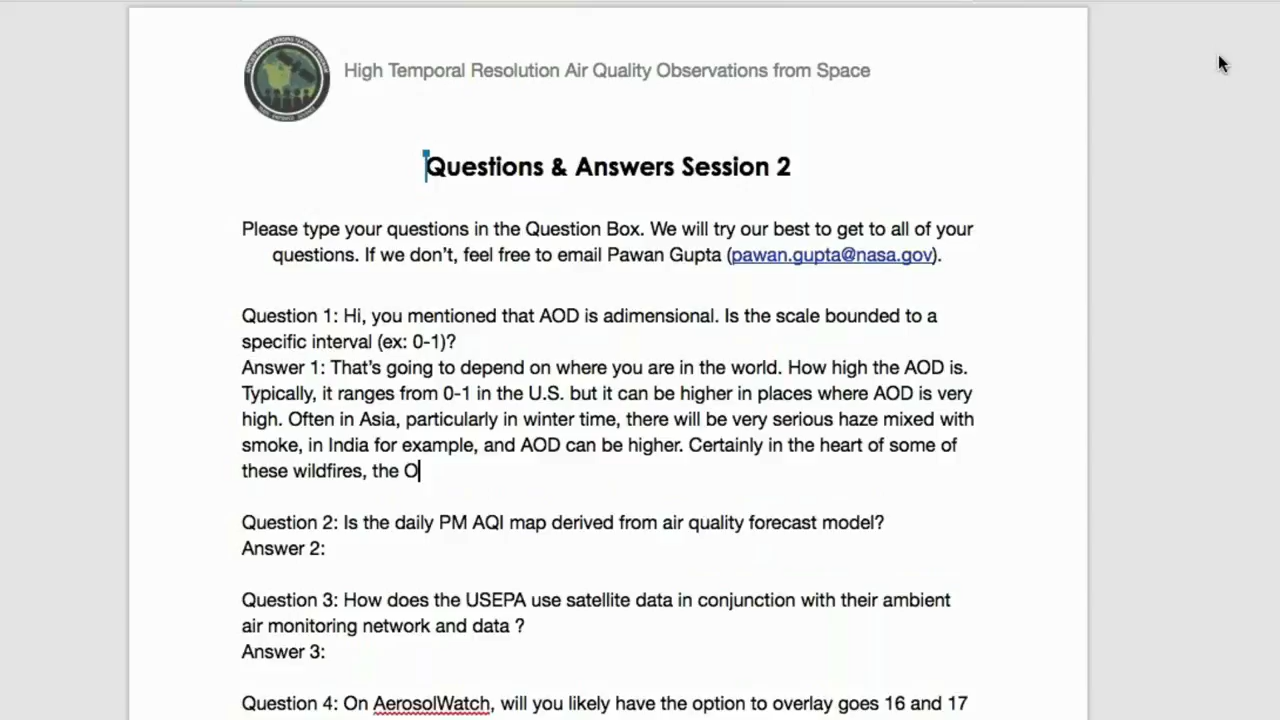 High Temporal Resolution Air Quality Observations from Space
Questions & Answers Session 2
Please type your questions in the Question Box. We will try our best to get to all of your
questions. If we don't, feel free to email Pawan Gupta (pawan.gupta@nasa.gov).
Question 1: Hi, you mentioned that AOD is adimensional. Is the scale bounded to a
specific interval (ex: 0-1)?
Answer 1: That's going to depend on where you are in the world. How high the AOD is.
Typically, it ranges from 0-1 in the U.S. but it can be higher in places where AOD is very
high. Often in Asia, particularly in winter time, there will be very serious haze mixed with
smoke, in India for example, and AOD can be higher. Certainly in the heart of some of
these wildfires, the O
Question 2: Is the daily PM AQI map derived from air quality forecast model?
Answer 2:
Question 3: How does the USEPA use satellite data in conjunction with their ambient
air monitoring network and data ?
Answer 3:
Question 4: On AerosolWatch, will you likely have the option to overlay goes 16 and 17